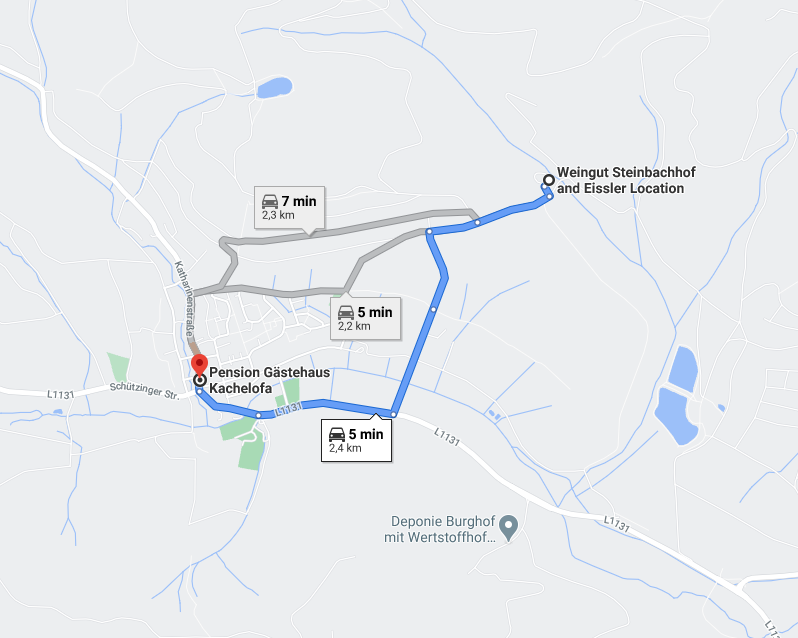 Weingut Steinbachhof
and Eissler Location
7 min
2,3 km
Katharinenstraße
5 min
2,2 km
Pension Gästehaus
Kachelofa
L1131
Schützinger Str.
L1131
5 min
2,4 km
L1131
Deponie Burghof
mit Wertstoffhof...
L1131
L11